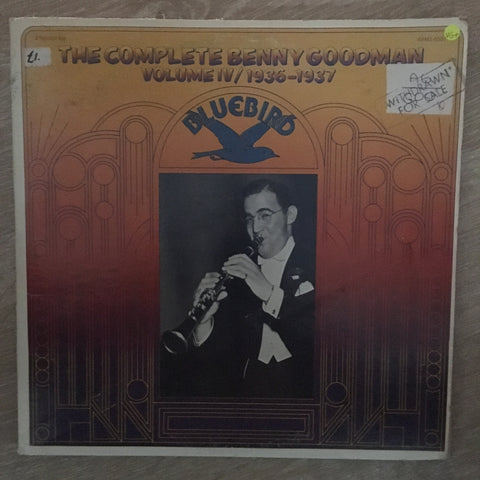 THE COMPLETE BENNY GOODMAN
VOLUME IV/1936-1937
BLUEBIRD
WITHDRAWN
FOR SALE